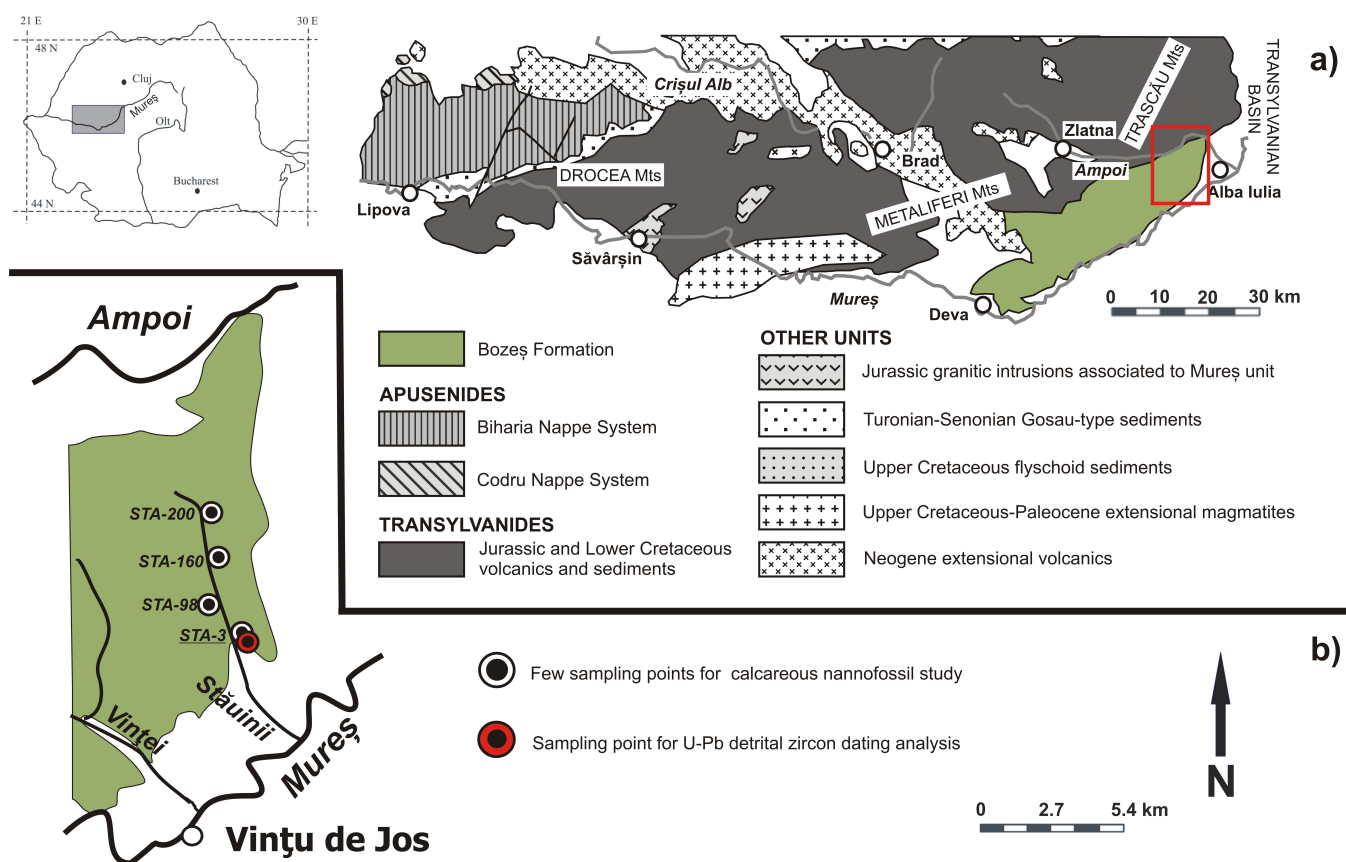 21 E
30 E
48 N
Cluj
Mureș
Olt
Bucharest
44 N
a)
TRANSYLVANIAN
BASIN
TRASCĂU Mts
Crișul Alb
Zlatna
Brad
Ampoi
DROCEA Mts
METALIFERI Mts
Alba Iulia
Lipova
Săvârșin
Mureș
Deva
0 10 20 30 km
Bozeș Formation
APUSENIDES
Biharia Nappe System
Codru Nappe System
TRANSYLVANIDES
Jurassic and Lower Cretaceous
volcanics and sediments
OTHER UNITS
Jurassic granitic intrusions associated to Mureș unit
Turonian-Senonian Gosau-type sediments
Upper Cretaceous flyschoid sediments
Upper Cretaceous-Paleocene extensional magmatites
Neogene extensional volcanics
b)
Ampoi
STA-200
STA-160
STA-98
STA-3
Stăuinii
Vinței
Mureș
Vinţu de Jos
Few sampling points for calcareous nannofossil study
Sampling point for U-Pb detrital zircon dating analysis
N
0 2.7 5.4 km